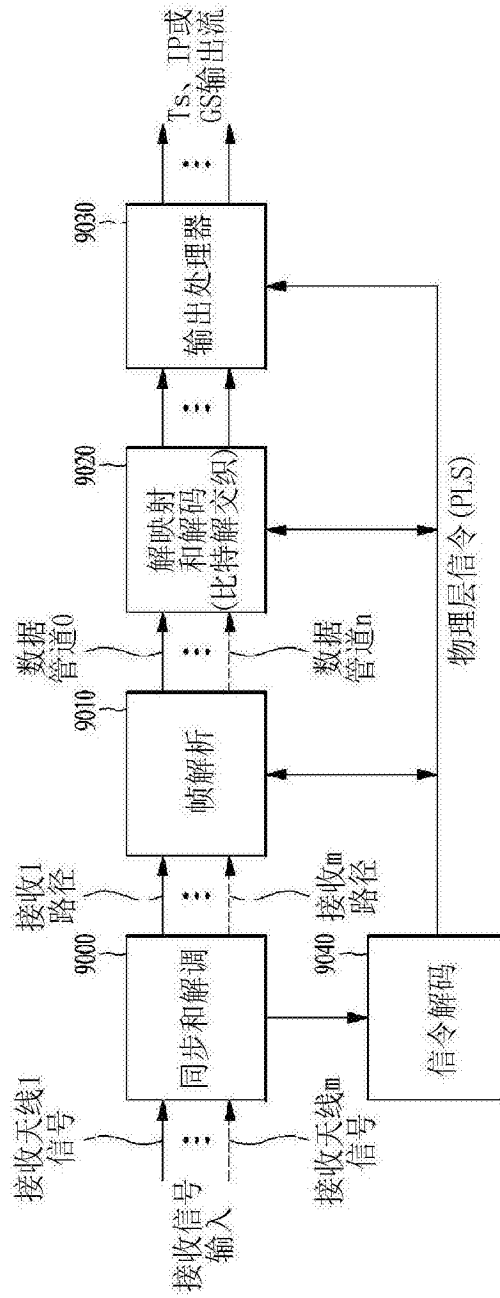 接收信号
输入
接收天线1
信号
接收天线m
信号
9000
同步和解调
接收1
路径
接收m
路径
9010
帧解析
数据
管道0
数据
管道n
9020
解映射
和解码
(比特解交织)
9030
输出处理器
Ts、IP或
GS输出流
9040
信令解码
物理层信令(PLS)